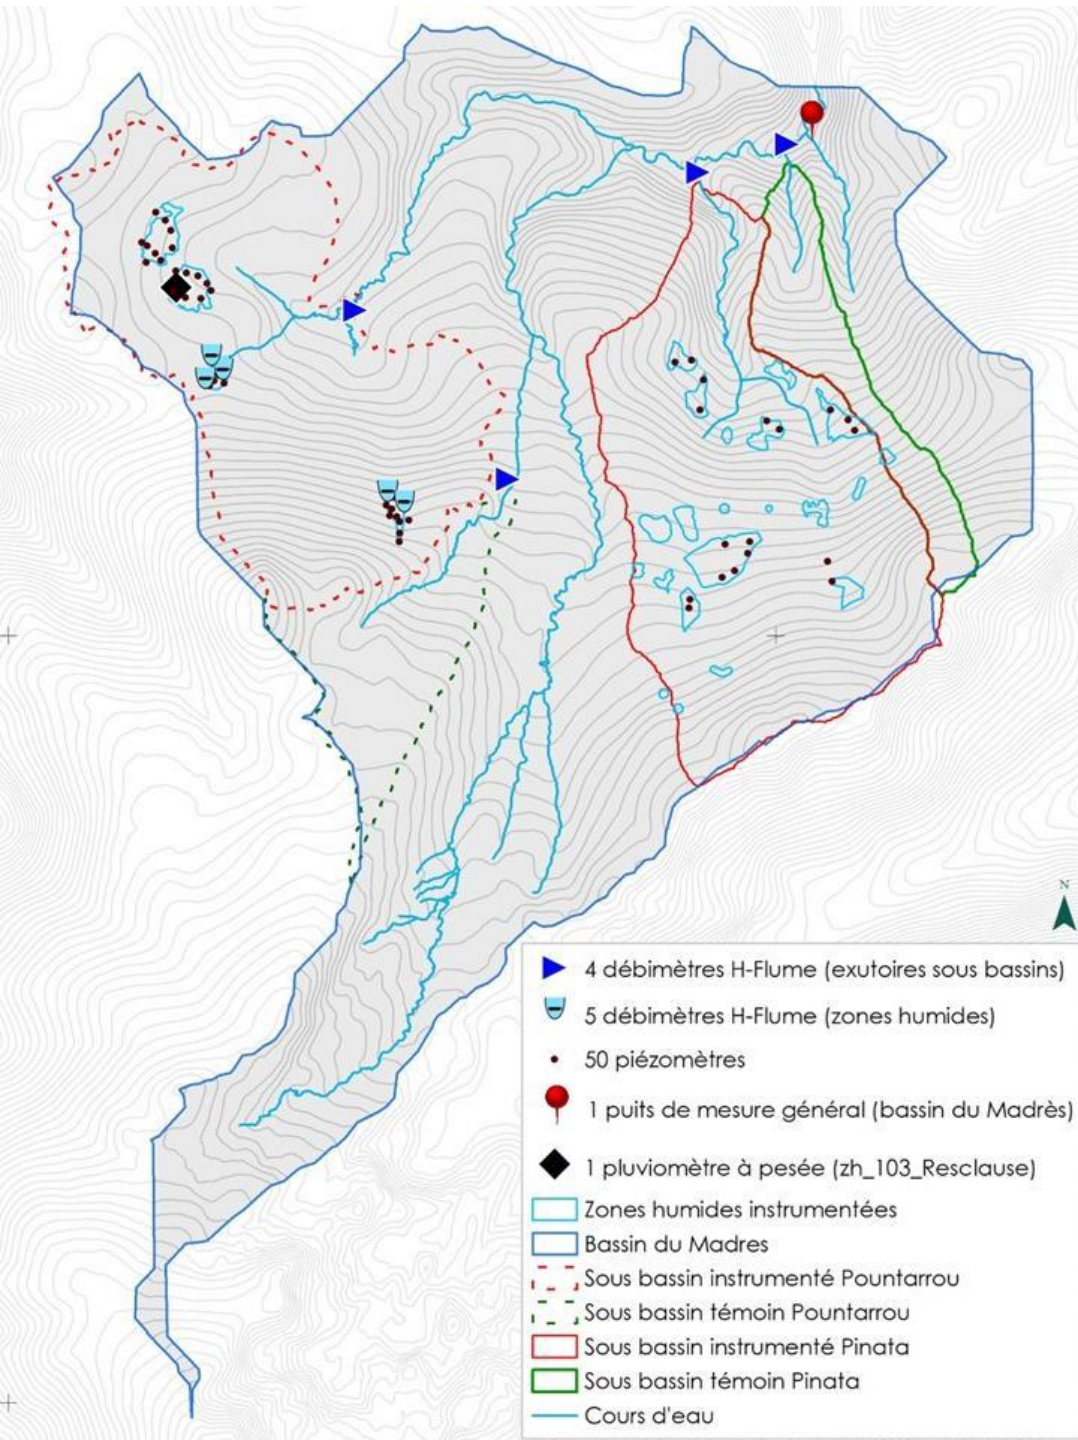 N
4 débimètres H-Flume (exutoires sous bassins)
5 débimètres H-Flume (zones humides)
50 piézomètres
1 puits de mesure général (bassin du Madrès)
1 pluviomètre à pesée (zh_103_Resclause)
Zones humides instrumentées
Bassin du Madres
Sous bassin instrumenté Pountarrou
Sous bassin témoin Pountarrou
Sous bassin instrumenté Pinata
Sous bassin témoin Pinata
Cours d'eau